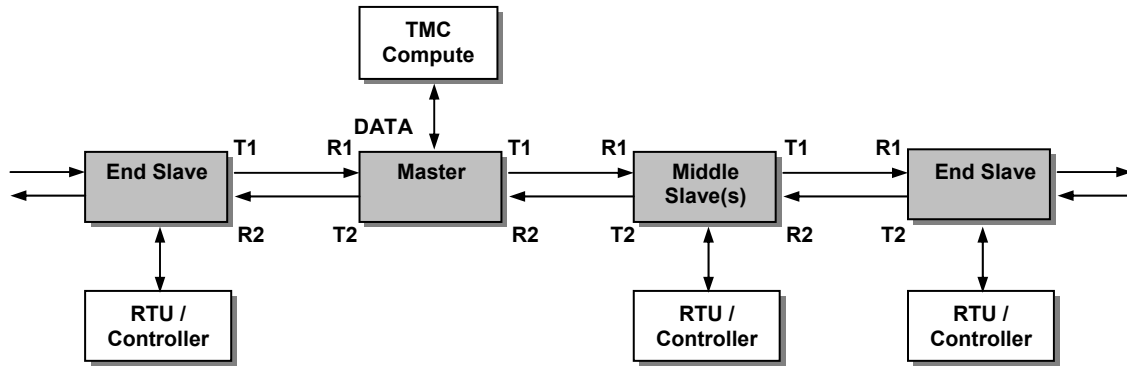 TMC
Compute
DATA
T1
R1
T1
R1
T1
R1
End Slave
Master
Middle
Slave(s)
End Slave
R2
T2
R2
T2
R2
T2
RTU /
Controller
RTU /
Controller
RTU /
Controller